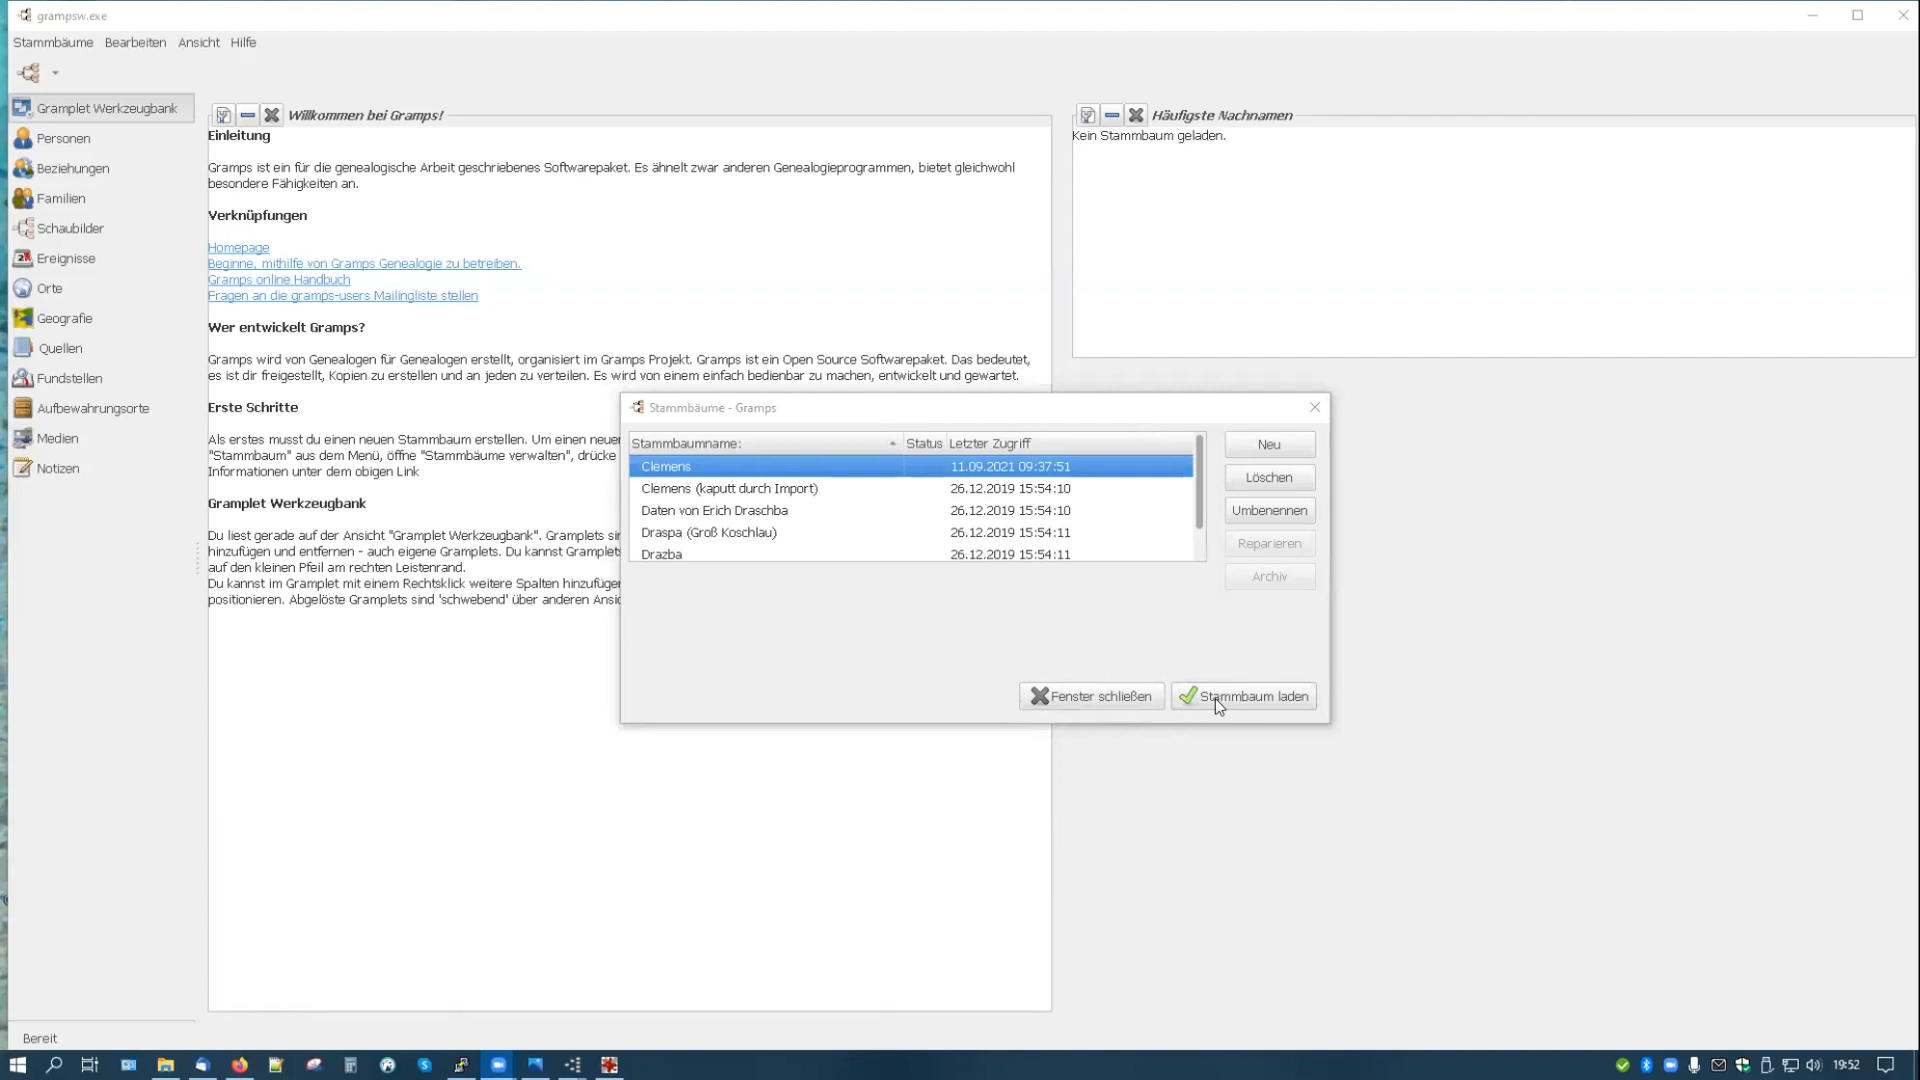 grampsw.exe
Stammbäume Bearbeiten Ansicht Hilfe
Gramplet Werkzeugbank
Personen
Beziehungen
Familien
Schaubilder
Ereignisse
Orte
Geografie
Quellen
Fundstellen
Aufbewahrungsorte
Medien
Notizen
Willkommen bei Gramps!
Einleitung
Gramps ist ein für die genealogische Arbeit geschriebenes Softwarepaket. Es ähnelt zwar anderen Genealogieprogrammen, bietet gleichwohl
besondere Fähigkeiten an.
Verknüpfungen
Homepage
Beginne, mithilfe von Gramps Genealogie zu betreiben.
Gramps online Handbuch
Fragen an die gramps-users Mailingliste stellen
Wer entwickelt Gramps?
Gramps wird von Genealogen für Genealogen erstellt, organisiert im Gramps Projekt. Gramps ist ein Open Source Softwarepaket. Das bedeutet,
es ist dir freigestellt, Kopien zu erstellen und an jeden zu verteilen. Es wird von einem einfach bedienbar zu machen, entwickelt und gewartet.
Erste Schritte
Als erstes musst du einen neuen Stammbaum erstellen. Um einen neuen
"Stammbaum" aus dem Menü, öffne "Stammbäume verwalten", drücke
Informationen unter dem obigen Link
Gramplet Werkzeugbank
Du liest gerade auf der Ansicht "Gramplet Werkzeugbank". Gramplets sin
hinzufügen und entfernen - auch eigene Gramplets. Du kannst Gramplets
auf den kleinen Pfeil am rechten Leistenrand.
Du kannst im Gramplet mit einem Rechtsklick weitere Spalten hinzufügen
positionieren. Abgelöste Gramplets sind 'schwebend' über anderen Ansic
Häufigste Nachnamen
Kein Stammbaum geladen.
Stammbäume - Gramps
Stammbaumname: Status Letzter Zugriff
Clemens 11.09.2021 09:37:51
Clemens (kaputt durch Import) 26.12.2019 15:54:10
Daten von Erich Draschba 26.12.2019 15:54:10
Draspa (Groß Koschlau) 26.12.2019 15:54:11
Drazba 26.12.2019 15:54:11
Neu
Löschen
Umbenennen
Reparieren
Archiv
Fenster schließen Stammbaum laden
Bereit
19:52